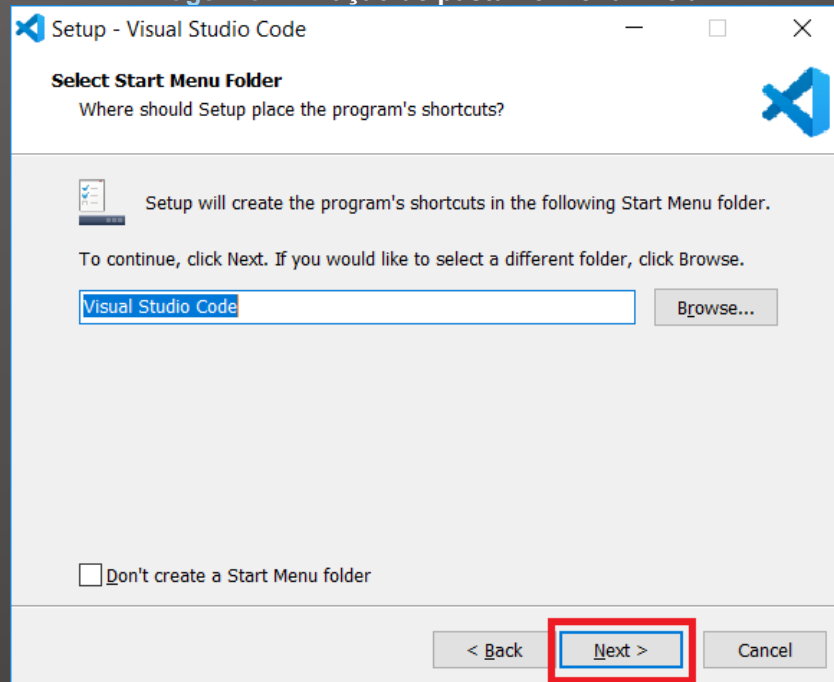 Setup - Visual Studio Code
Select Start Menu Folder
Where should Setup place the program's shortcuts?
Setup will create the program's shortcuts in the following Start Menu folder.
To continue, click Next. If you would like to select a different folder, click Browse.
Visual Studio Code
Browse...
Don't create a Start Menu folder
< Back
Next >
Cancel